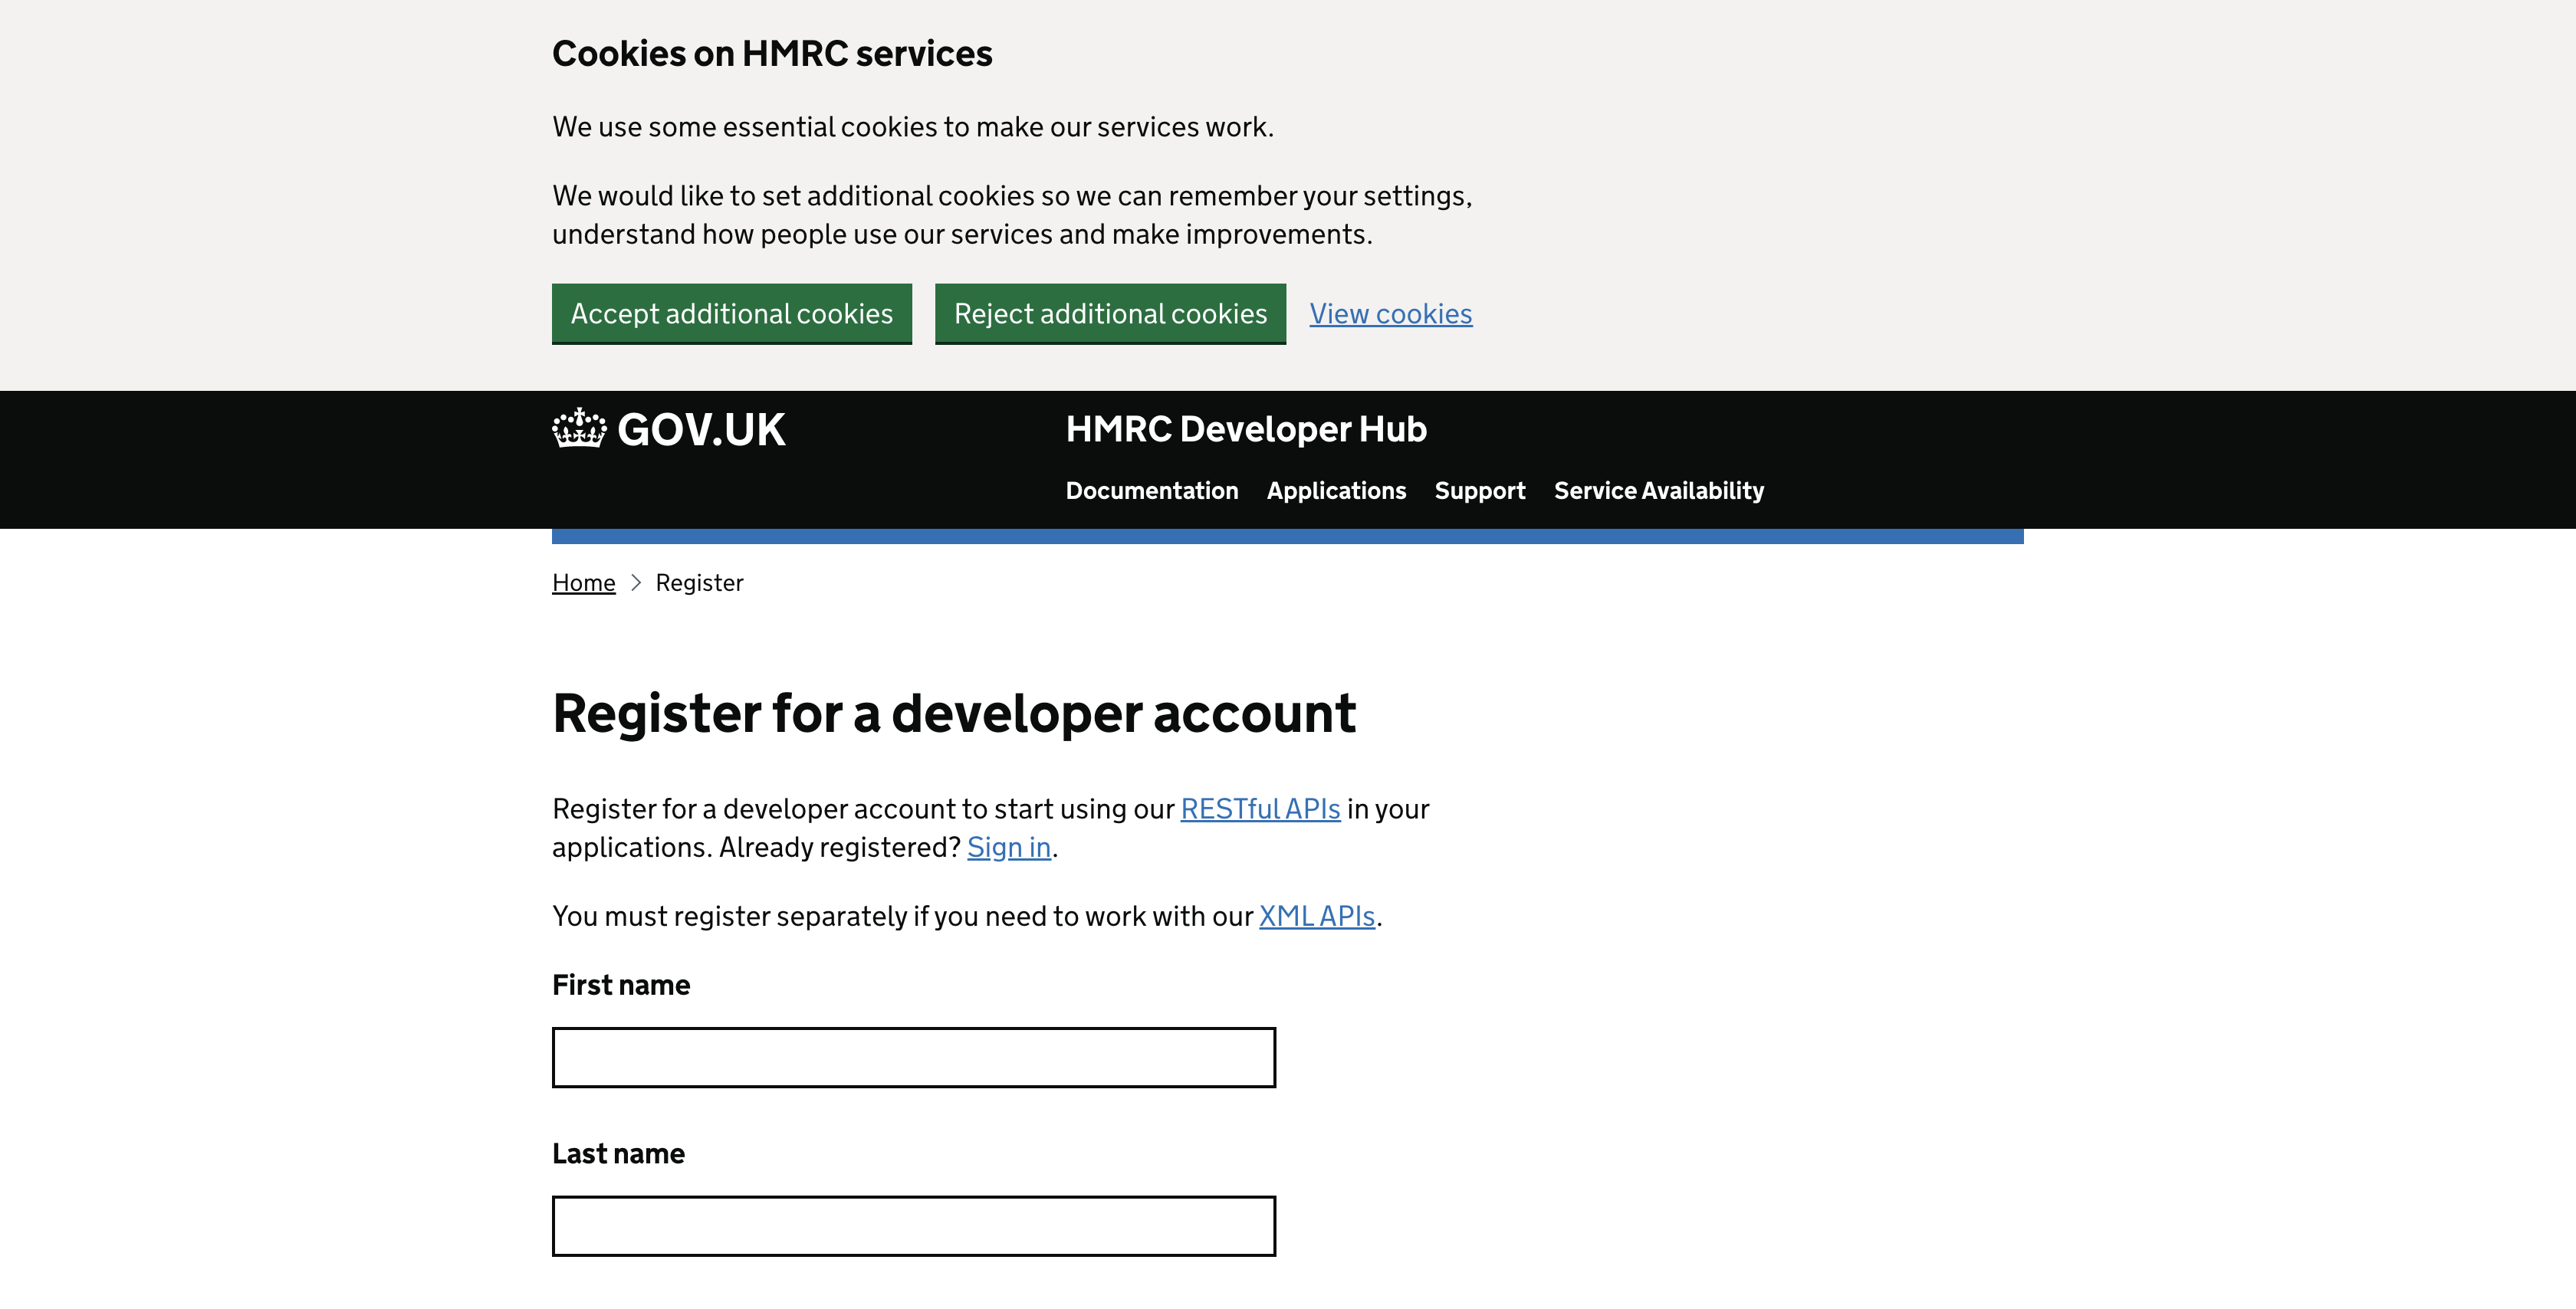 Cookies on HMRC services
We use some essential cookies to make our services work.
We would like to set additional cookies so we can remember your settings,
understand how people use our services and make improvements.
Accept additional cookies Reject additional cookies View cookies
GOV.UK HMRC Developer Hub
Documentation Applications Support Service Availability
Home > Register
Register for a developer account
Register for a developer account to start using our RESTful APIs in your
applications. Already registered? Sign in.
You must register separately if you need to work with our XML APIs.
First name
Last name